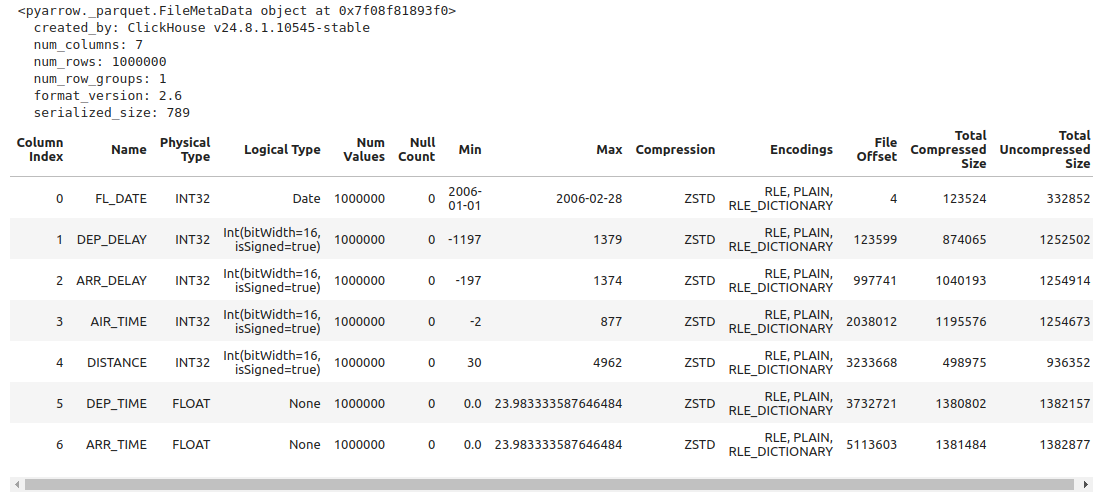 <pyarrow._parquet.FileMetaData object at 0x7f08f81893f0>
created_by: ClickHouse v24.8.1.10545-stable
num_columns: 7
num_rows: 1000000
num_row_groups: 1
format_version: 2.6
serialized_size: 789
Column Index Name Physical Type Logical Type Num Values Null Count Min Max Compression Encodings File Offset Total Compressed Size Total Uncompressed Size
0 FL_DATE INT32 Date 1000000 0 2006-01-01 2006-02-28 ZSTD RLE, PLAIN, RLE_DICTIONARY 4 123524 332852
1 DEP_DELAY INT32 Int(bitWidth=16, isSigned=true) 1000000 0 -1197 1379 ZSTD RLE, PLAIN, RLE_DICTIONARY 123599 874065 1252502
2 ARR_DELAY INT32 Int(bitWidth=16, isSigned=true) 1000000 0 -197 1374 ZSTD RLE, PLAIN, RLE_DICTIONARY 997741 1040193 1254914
3 AIR_TIME INT32 Int(bitWidth=16, isSigned=true) 1000000 0 -2 877 ZSTD RLE, PLAIN, RLE_DICTIONARY 2038012 1195576 1254673
4 DISTANCE INT32 Int(bitWidth=16, isSigned=true) 1000000 0 30 4962 ZSTD RLE, PLAIN, RLE_DICTIONARY 3233668 498975 936352
5 DEP_TIME FLOAT None 1000000 0 0.0 23.983333587646484 ZSTD RLE, PLAIN, RLE_DICTIONARY 3732721 1380802 1382157
6 ARR_TIME FLOAT None 1000000 0 0.0 23.983333587646484 ZSTD RLE, PLAIN, RLE_DICTIONARY 5113603 1381484 1382877